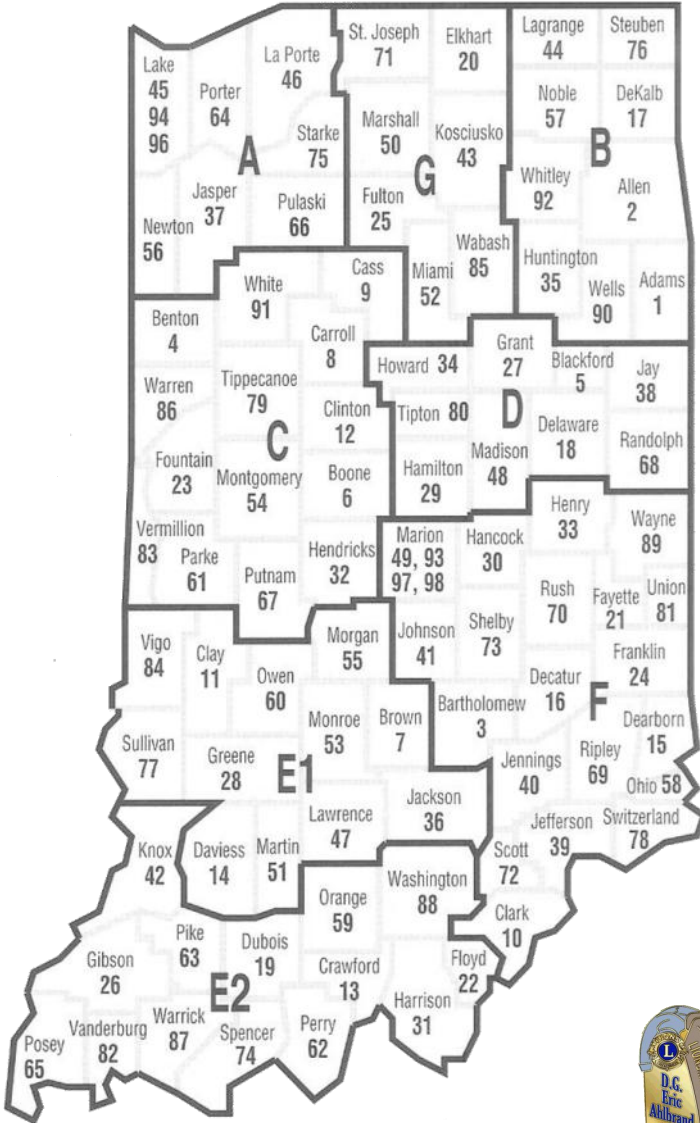 Lake
45
94
96
Porter
64
La Porte
46
Starke
75
A
Jasper
37
Pulaski
66
Newton
56
St. Joseph
71
Elkhart
20
Marshall
50
Kosciusko
43
G
Fulton
25
Miami
52
Wabash
85
Lagrange
44
Steuben
76
Noble
57
DeKalb
17
B
Whitley
92
Allen
2
Huntington
35
Wells
90
Adams
1
White
91
Cass
9
Benton
4
Carroll
8
Warren
86
Tippecanoe
79
Clinton
12
C
Fountain
23
Montgomery
54
Boone
6
Vermillion
83
Parke
61
Putnam
67
Hendricks
32
Howard 34
Grant
27
Blackford
5
Jay
38
Tipton 80
D
Delaware
18
Randolph
68
Hamilton
29
Madison
48
Marion
49, 93
97, 98
Hancock
30
Henry
33
Wayne
89
Rush
70
Fayette
21
Union
81
Johnson
41
Shelby
73
Franklin
24
Decatur
16
F
Bartholomew
3
Dearborn
15
Jennings
40
Ripley
69
Ohio 58
Jefferson
39
Switzerland
78
Scott
72
Clark
10
Vigo
84
Clay
11
Owen
60
Morgan
55
Monroe
53
Brown
7
Sullivan
77
Greene
28
E1
Lawrence
47
Jackson
36
Daviess
14
Martin
51
Knox
42
Orange
59
Washington
88
Pike
63
Dubois
19
Gibson
26
E2
Crawford
13
Floyd
22
Harrison
31
Posey
65
Vanderburg
82
Warrick
87
Spencer
74
Perry
62
L
D.G.
Eric
Ahlbrand